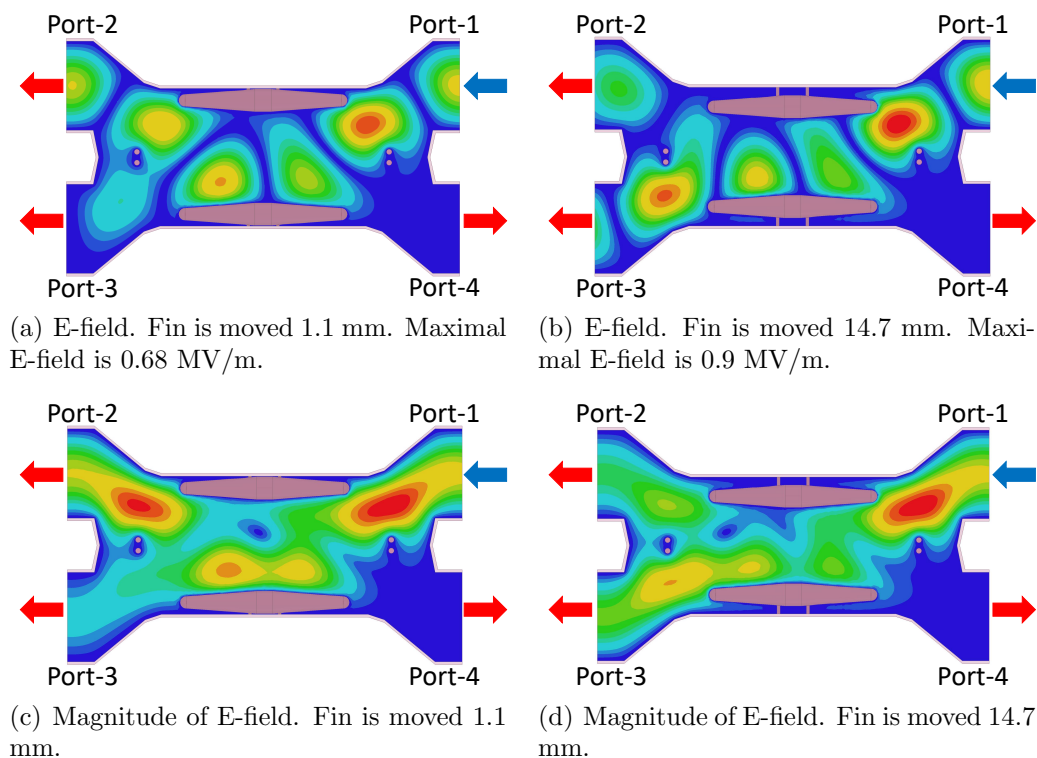 Port-2 Port-1
Port-3 Port-4
(a) E-field. Fin is moved 1.1 mm. Maximal
E-field is 0.68 MV/m.
Port-2 Port-1
Port-3 Port-4
(b) E-field. Fin is moved 14.7 mm. Maxi-
mal E-field is 0.9 MV/m.
Port-2 Port-1
Port-3 Port-4
(c) Magnitude of E-field. Fin is moved 1.1
mm.
Port-2 Port-1
Port-3 Port-4
(d) Magnitude of E-field. Fin is moved 14.7
mm.